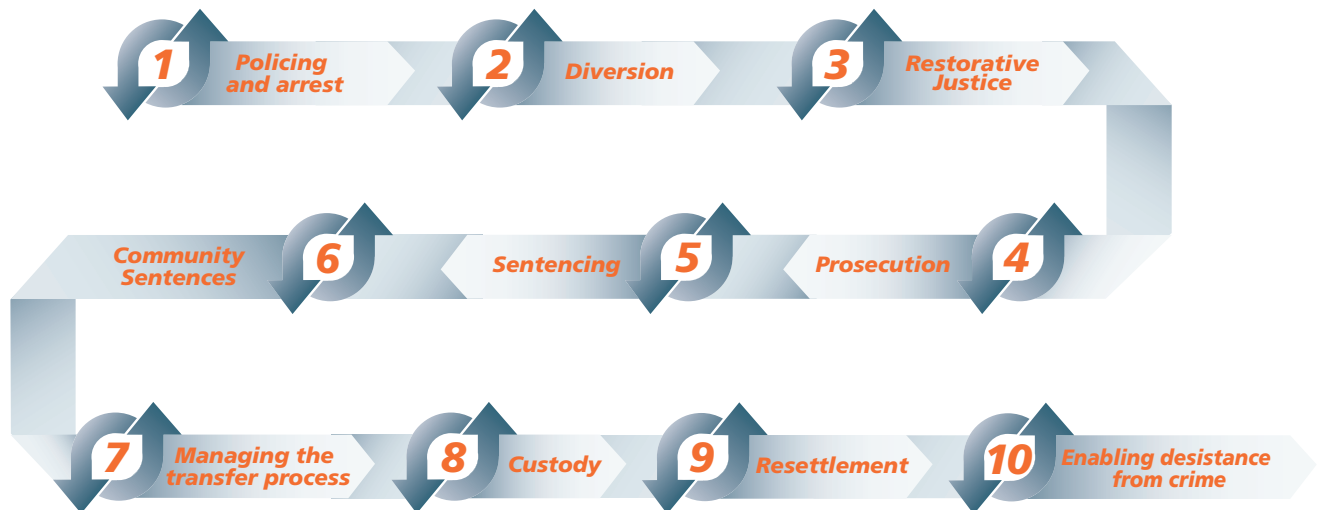 1
Policing
and arrest
2
Diversion
3
Restorative
Justice
4
Prosecution
5
Sentencing
6
Community
Sentences
7
Managing the
transfer process
8
Custody
9
Resettlement
10
Enabling desistance
from crime